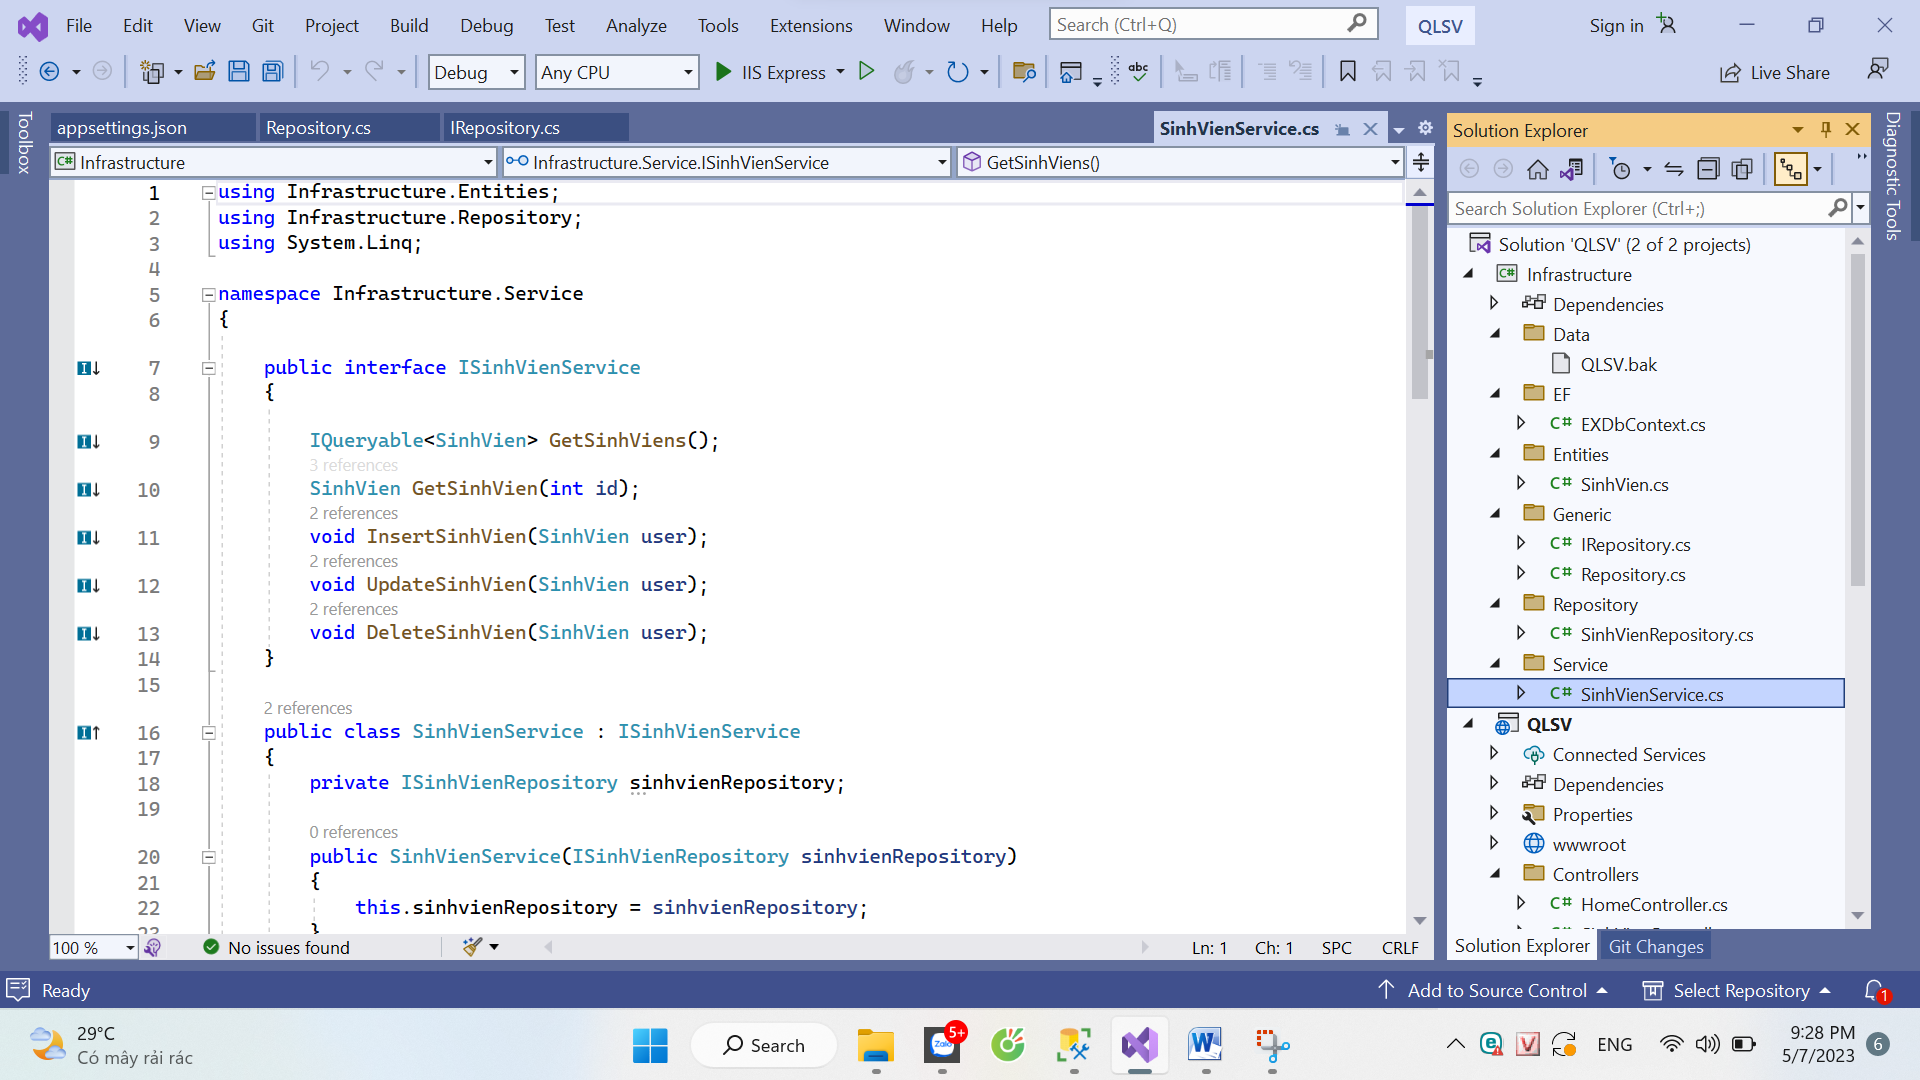 File Edit View Git Project Build Debug Test Analyze Tools Extensions Window Help Search (Ctrl+Q) QLSV Sign in
Debug Any CPU IIS Express abc Live Share
Toolbox
appsettings.json Repository.cs IRepository.cs SinhVienService.cs
Infrastructure Infrastructure.Service.ISinhVienService GetSinhViens()
1 using Infrastructure.Entities;
2 using Infrastructure.Repository;
3 using System.Linq;
4
5 namespace Infrastructure.Service
6 {
7 public interface ISinhVienService
8 {
9 IQueryable<SinhVien> GetSinhViens();
3 references
10 SinhVien GetSinhVien(int id);
2 references
11 void InsertSinhVien(SinhVien user);
2 references
12 void UpdateSinhVien(SinhVien user);
2 references
13 void DeleteSinhVien(SinhVien user);
14 }
15
2 references
16 public class SinhVienService : ISinhVienService
17 {
18 private ISinhVienRepository sinhvienRepository;
19
0 references
20 public SinhVienService(ISinhVienRepository sinhvienRepository)
21 {
22 this.sinhvienRepository = sinhvienRepository;
23 }
100 % No issues found Ln: 1 Ch: 1 SPC CRLF
Solution Explorer
Search Solution Explorer (Ctrl+;)
Solution 'QLSV' (2 of 2 projects)
C# Infrastructure
Dependencies
Data
QLSV.bak
EF
C# EXDbContext.cs
Entities
C# SinhVien.cs
Generic
C# IRepository.cs
C# Repository.cs
Repository
C# SinhVienRepository.cs
Service
C# SinhVienService.cs
QLSV
Connected Services
Dependencies
Properties
wwwroot
Controllers
C# HomeController.cs
Solution Explorer Git Changes
Diagnostic Tools
Ready Add to Source Control Select Repository 1
29°C
Có mây rải rác
Search
Zalo 5+
ENG
9:28 PM
5/7/2023
6